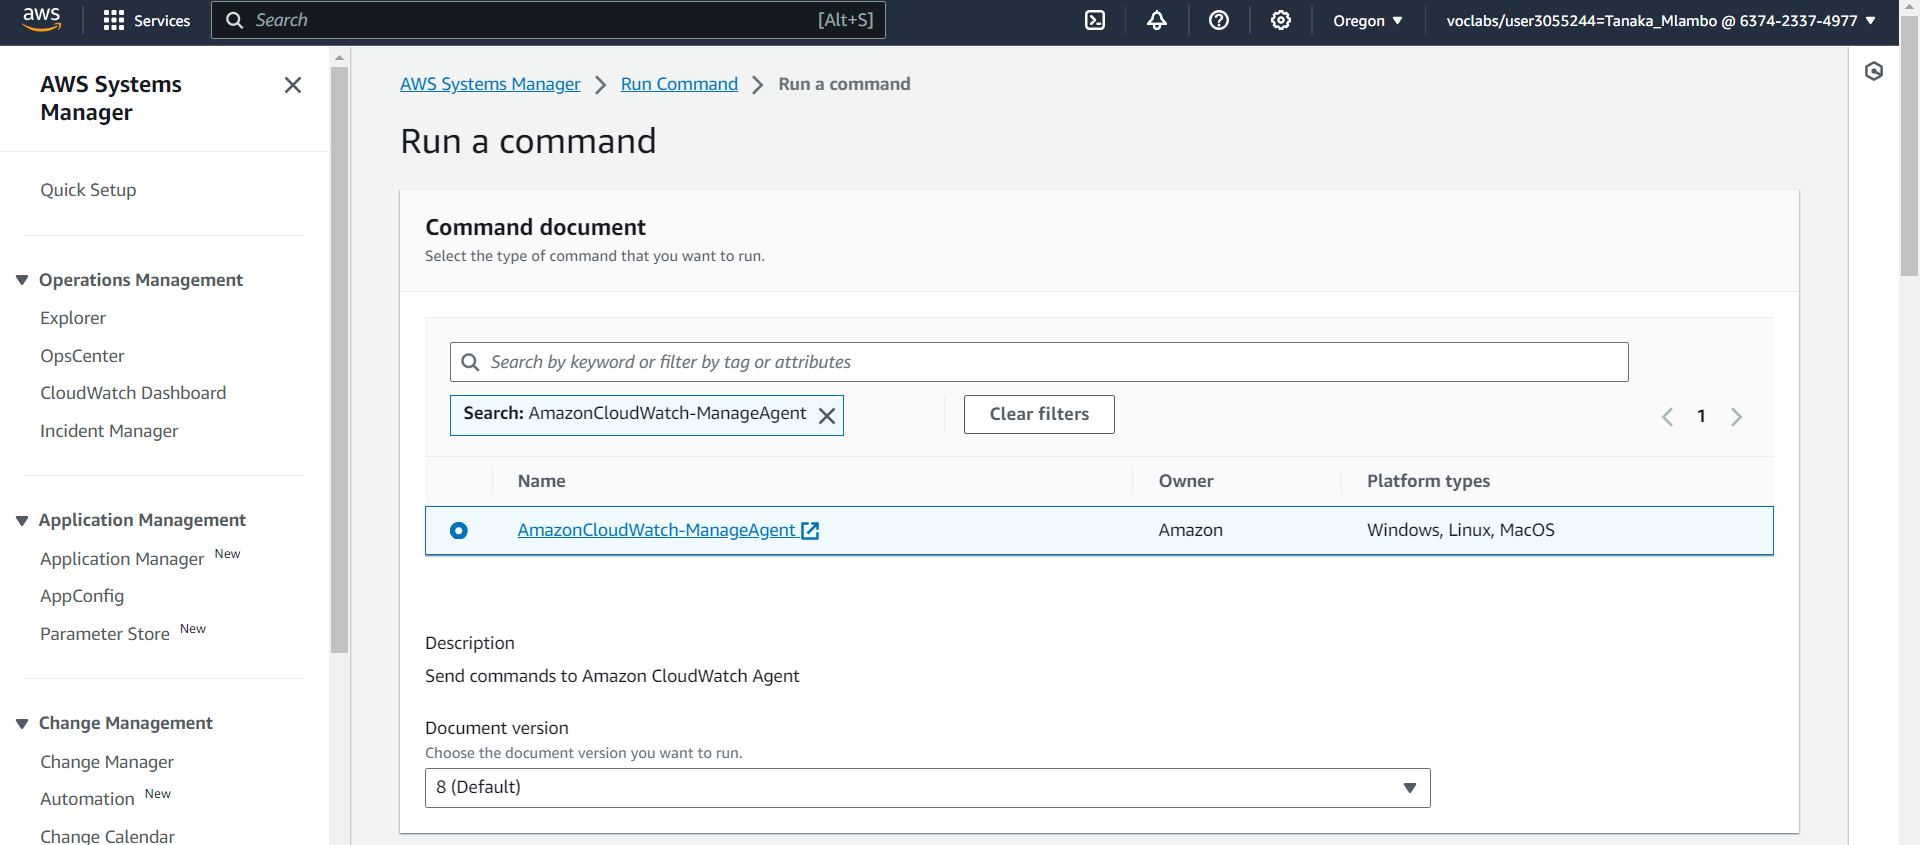 aws
Services
Search
[Alt+S]
Oregon ▼
voclabs/user3055244=Tanaka_Mlambo @ 6374-2337-4977 ▼
AWS Systems
Manager
Quick Setup
Operations Management
Explorer
OpsCenter
CloudWatch Dashboard
Incident Manager
Application Management
Application Manager New
AppConfig
Parameter Store New
Change Management
Change Manager
Automation New
Change Calendar
AWS Systems Manager > Run Command > Run a command
Run a command
Command document
Select the type of command that you want to run.
Search by keyword or filter by tag or attributes
Search: AmazonCloudWatch-ManageAgent
Clear filters
1
Name Owner Platform types
AmazonCloudWatch-ManageAgent Amazon Windows, Linux, MacOS
Description
Send commands to Amazon CloudWatch Agent
Document version
Choose the document version you want to run.
8 (Default)